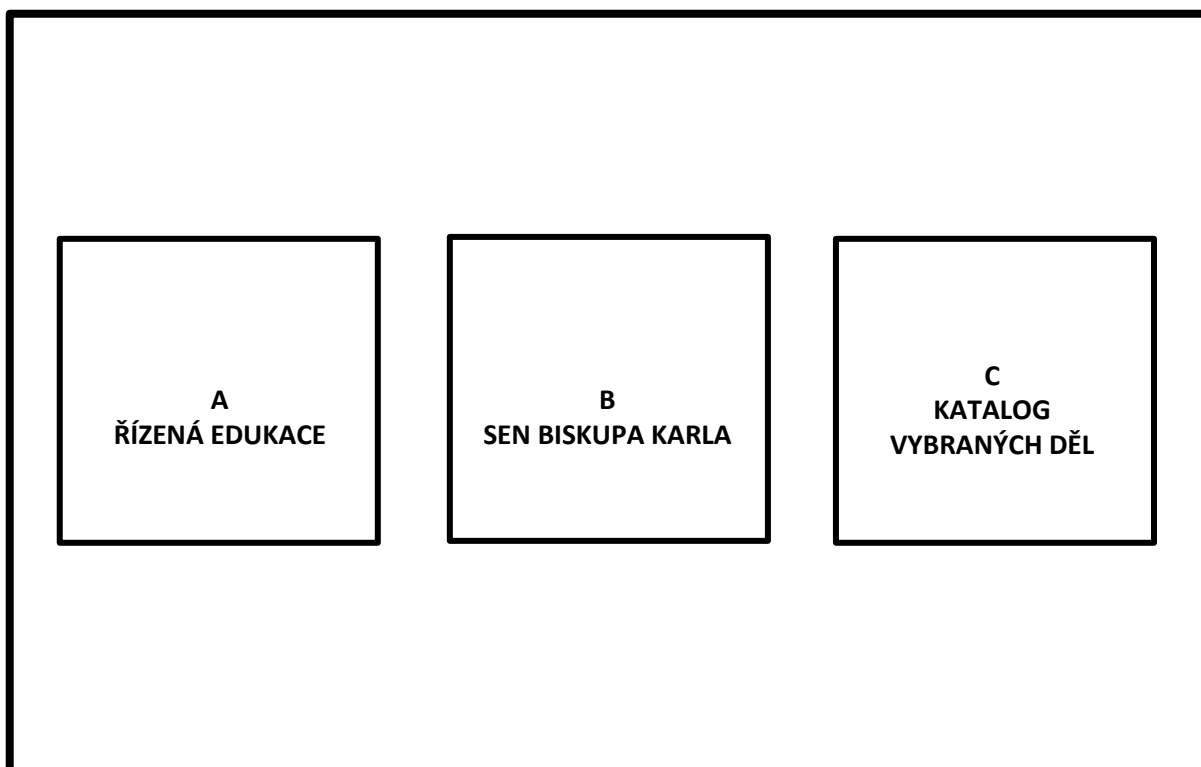 A
ŘÍZENÁ EDUKACE
B
SEN BISKUPA KARLA
C
KATALOG
VYBRANÝCH DĚL